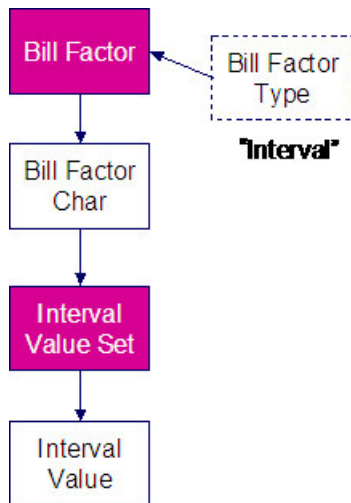 Bill Factor
Bill Factor
Type
"Interval"
Bill Factor
Char
Interval
Value Set
Interval
Value